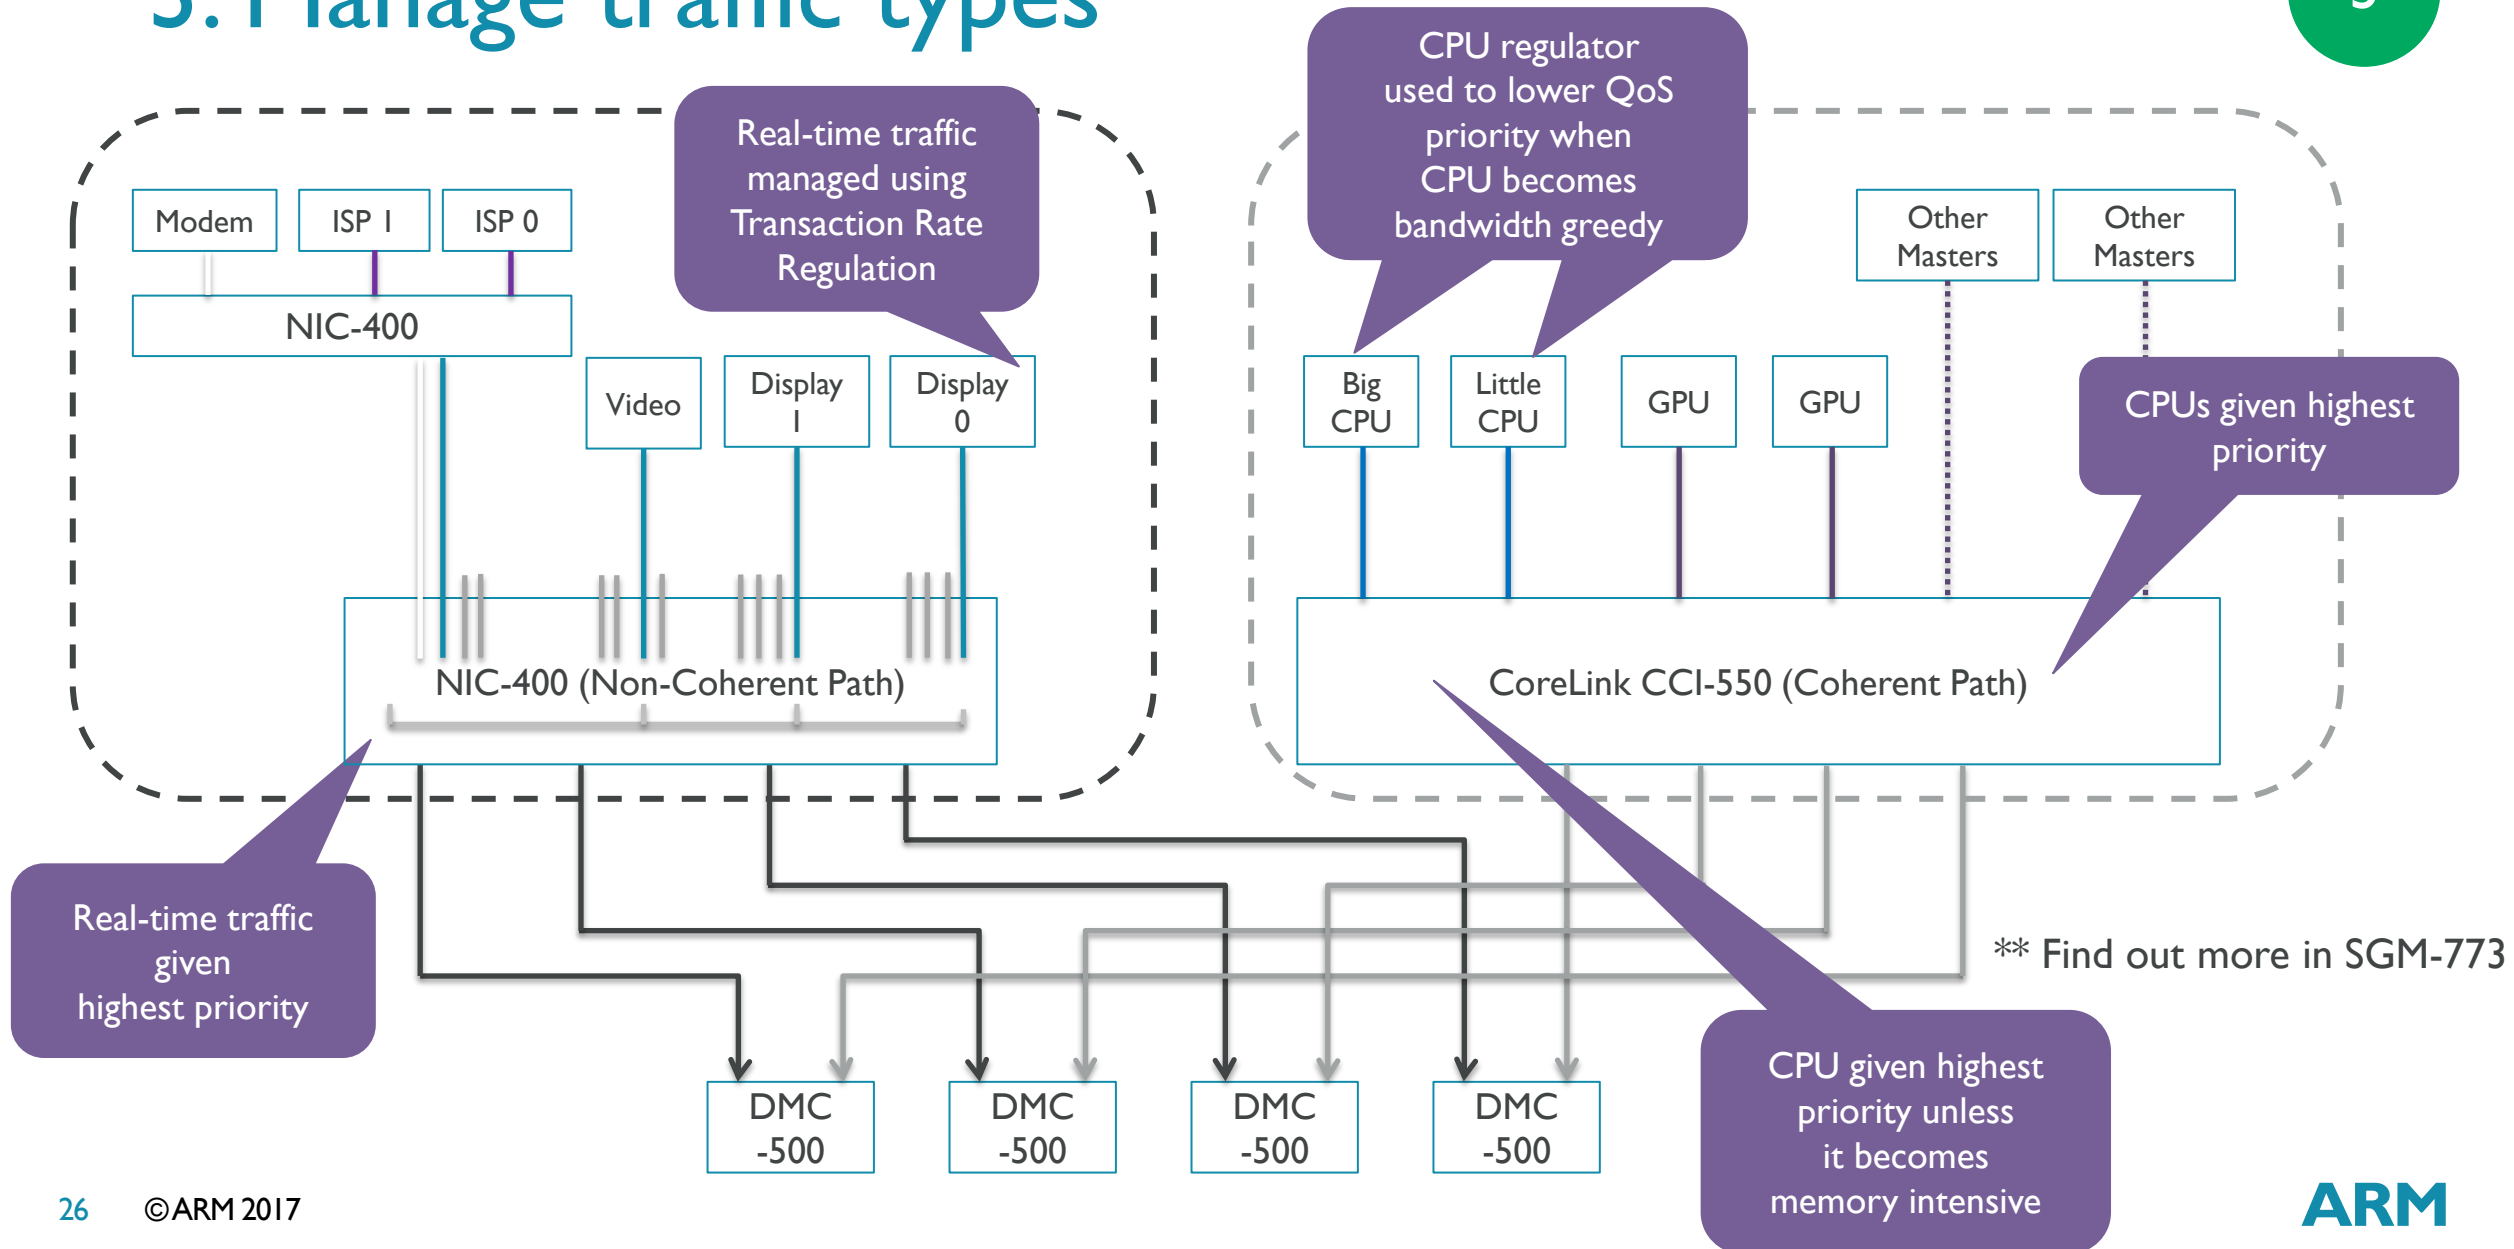 Manage traffic types
CPU regulator
used to lower QoS
priority when
CPU becomes
bandwidth greedy
Real-time traffic
managed using
Transaction Rate
Regulation
Modem
ISP 1
ISP 0
Other
Masters
Other
Masters
NIC-400
Video
Display
1
Display
0
Big
CPU
Little
CPU
GPU
GPU
CPUs given highest
priority
NIC-400 (Non-Coherent Path)
CoreLink CCI-550 (Coherent Path)
Real-time traffic
given
highest priority
** Find out more in SGM-773
CPU given highest
priority unless
it becomes
memory intensive
DMC
-500
DMC
-500
DMC
-500
DMC
-500
26
© ARM 2017
ARM